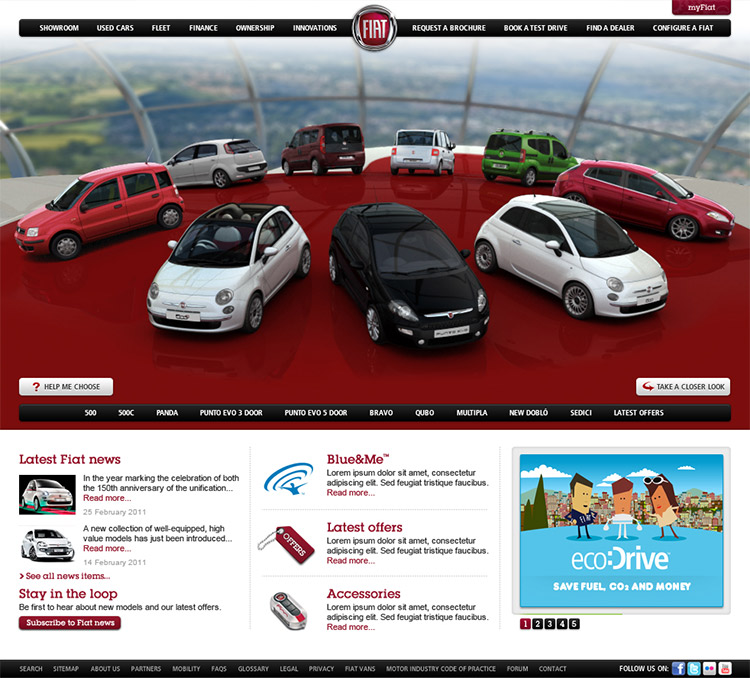 myFiat
SHOWROOM USED CARS FLEET FINANCE OWNERSHIP INNOVATIONS FIAT REQUEST A BROCHURE BOOK A TEST DRIVE FIND A DEALER CONFIGURE A FIAT
PUNTO EVO
? HELP ME CHOOSE
TAKE A CLOSER LOOK
500 500C PANDA PUNTO EVO 3 DOOR PUNTO EVO 5 DOOR BRAVO QUBO MULTIPLA NEW DOBLÒ SEDICI LATEST OFFERS
Latest Fiat news
In the year marking the celebration of both
the 150th anniversary of the unification...
Read more...
25 February 2011
A new collection of well-equipped, high
value models has just been introduced...
Read more...
14 February 2011
See all news items...
Stay in the loop
Be first to hear about new models and our latest offers.
Subscribe to Fiat news
Blue&Me™
Lorem ipsum dolor sit amet, consectetur
adipiscing elit. Sed feugiat tristique faucibus.
Read more...
OFFERS
Latest offers
Lorem ipsum dolor sit amet, consectetur
adipiscing elit. Sed feugiat tristique faucibus.
Read more...
Accessories
Lorem ipsum dolor sit amet, consectetur
adipiscing elit. Sed feugiat tristique faucibus.
Read more...
eco:Drive™
SAVE FUEL, CO₂ AND MONEY
1 2 3 4 5
SEARCH SITEMAP ABOUT US PARTNERS MOBILITY FAQS GLOSSARY LEGAL PRIVACY FIAT VANS MOTOR INDUSTRY CODE OF PRACTICE FORUM CONTACT FOLLOW US ON: